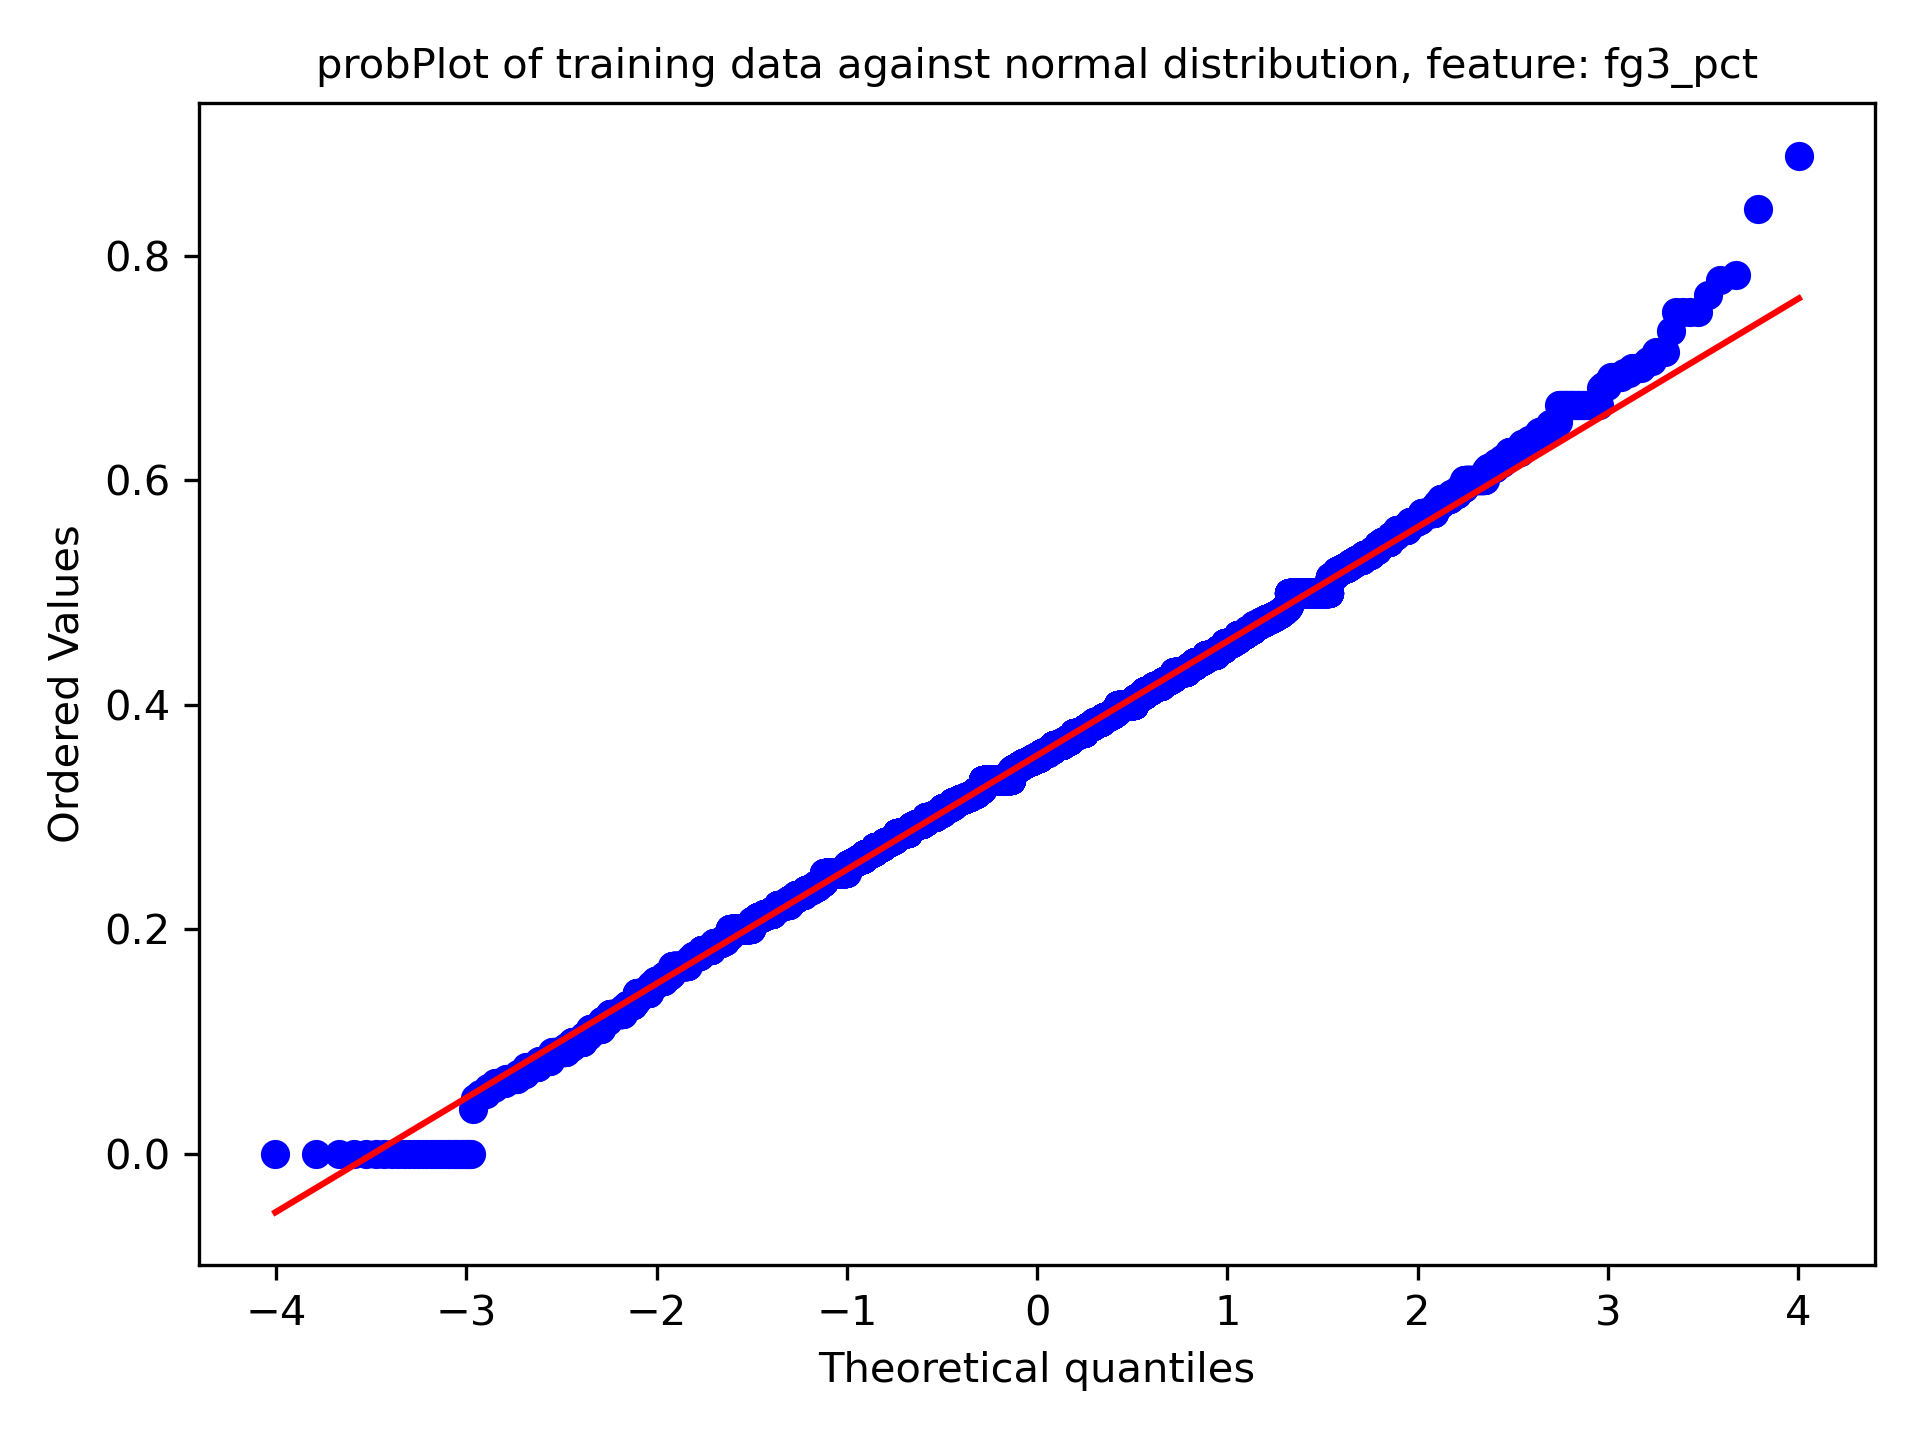 probPlot of training data against normal distribution, feature: fg3_pct
0.8
0.6
0.4
0.2
0.0
Ordered Values
−4 −3 −2 −1 0 1 2 3 4
Theoretical quantiles